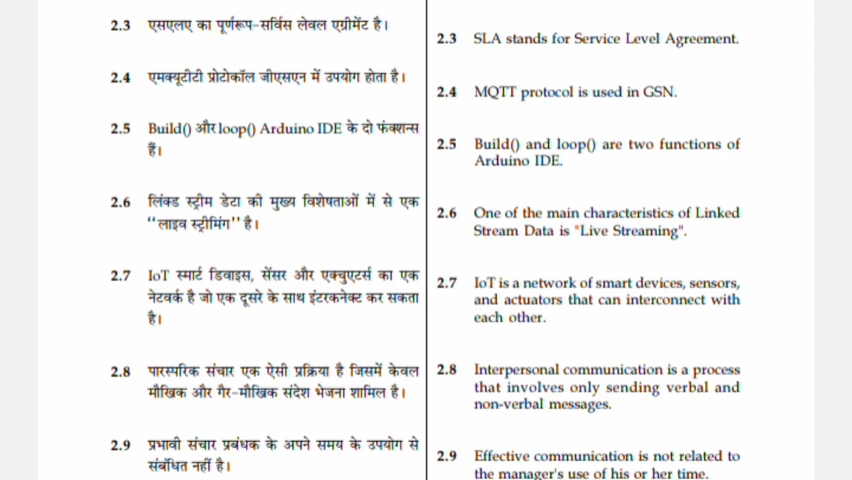 2.3 एसएलए का पूर्णरूप-सर्विस लेवल एग्रीमेंट है।
2.4 एमक्यूटीटी प्रोटोकॉल जीएसएन में उपयोग होता है।
2.5 Build() और loop() Arduino IDE के दो फंक्शन्स
हैं।
2.6 लिंक्ड स्ट्रीम डेटा की मुख्य विशेषताओं में से एक
‘‘लाइव स्ट्रीमिंग’’ है।
2.7 IoT स्मार्ट डिवाइस, सेंसर और एक्चुएटर्स का एक
नेटवर्क है जो एक दूसरे के साथ इंटरकनेक्ट कर सकता
है।
2.8 पारस्परिक संचार एक ऐसी प्रक्रिया है जिसमें केवल
मौखिक और गैर-मौखिक संदेश भेजना शामिल है।
2.9 प्रभावी संचार प्रबंधक के अपने समय के उपयोग से
संबंधित नहीं है।
2.3 SLA stands for Service Level Agreement.
2.4 MQTT protocol is used in GSN.
2.5 Build() and loop() are two functions of
Arduino IDE.
2.6 One of the main characteristics of Linked
Stream Data is "Live Streaming".
2.7 IoT is a network of smart devices, sensors,
and actuators that can interconnect with
each other.
2.8 Interpersonal communication is a process
that involves only sending verbal and
non-verbal messages.
2.9 Effective communication is not related to
the manager's use of his or her time.